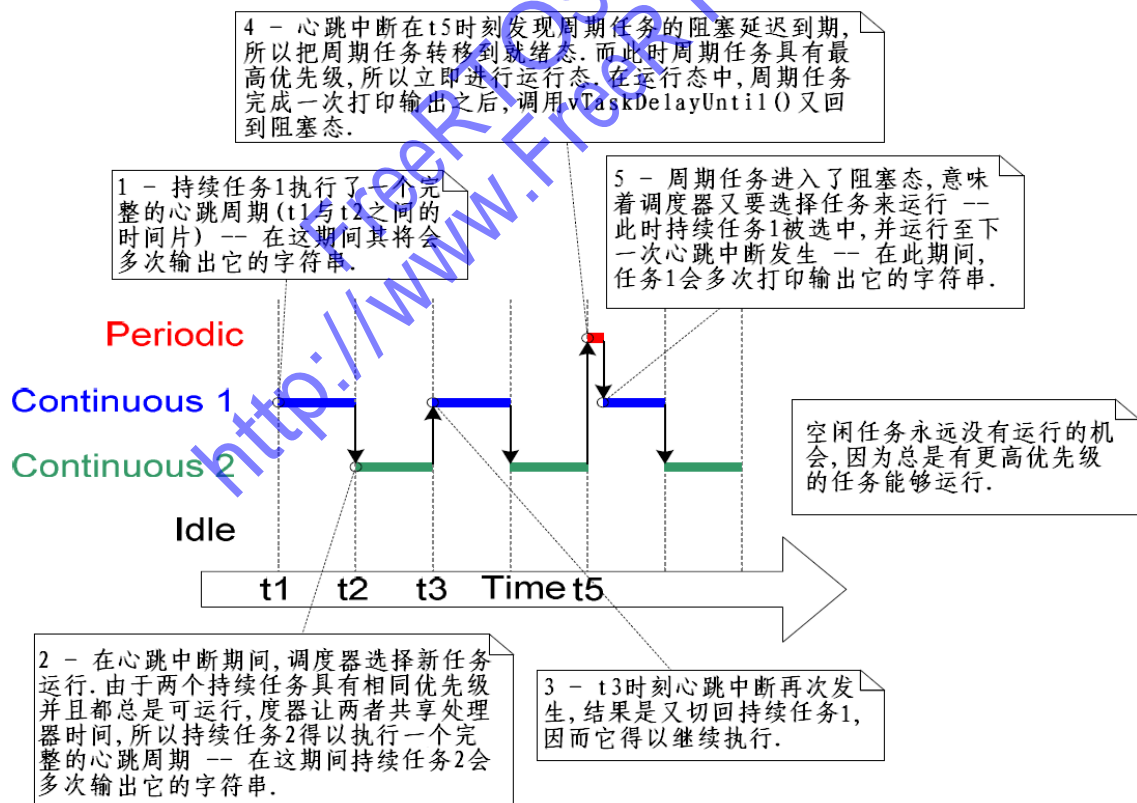 4 - 心跳中断在t5时刻发现周期任务的阻塞延迟到期,
所以把周期任务转移到就绪态.而此时周期任务具有最
高优先级,所以立即进行运行态.在运行态中,周期任务
完成一次打印输出之后,调用vTaskDelayUntil()又回
到阻塞态.
1 - 持续任务1执行了一个完
整的心跳周期(t1与t2之间的
时间片) -- 在这期间其将会
多次输出它的字符串.
5 - 周期任务进入了阻塞态,意味
着调度器又要选择任务来运行 --
此时持续任务1被选中,并运行至下
一次心跳中断发生 -- 在此期间,
任务1会多次打印输出它的字符串.
Periodic
Continuous 1
Continuous 2
Idle
空闲任务永远没有运行的机
会,因为总是有更高优先级
的任务能够运行.
t1 t2 t3 Time t5
2 - 在心跳中断期间,调度器选择新任务
运行.由于两个持续任务具有相同优先级
并且都总是可运行,度器让两者共享处理
器时间,所以持续任务2得以执行一个完
整的心跳周期 -- 在这期间持续任务2会
多次输出它的字符串.
3 - t3时刻心跳中断再次发
生,结果是又切回持续任务1,
因而它得以继续执行.
FreeRTOS
http://www.FreeRT